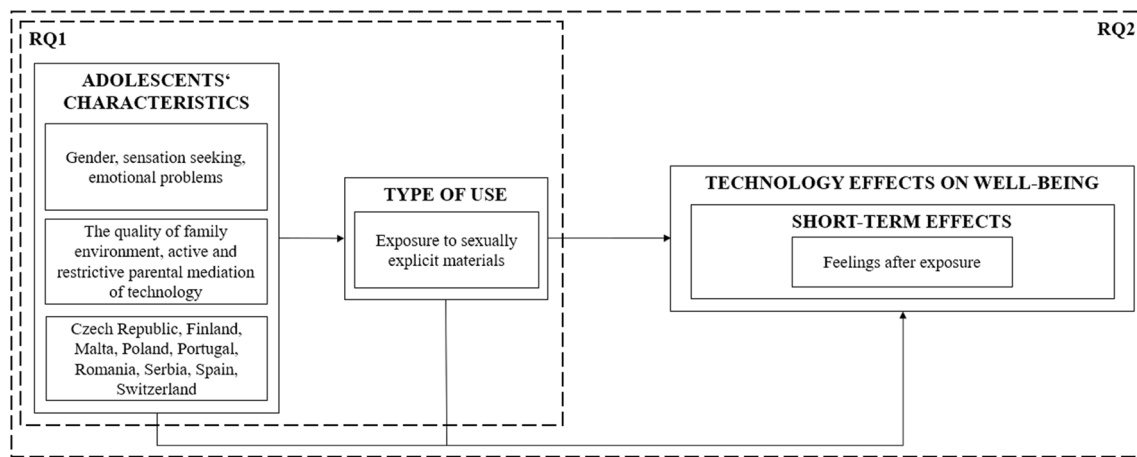 RQ1
RQ2
ADOLESCENTS‘
CHARACTERISTICS
Gender, sensation seeking,
emotional problems
The quality of family
environment, active and
restrictive parental mediation
of technology
Czech Republic, Finland,
Malta, Poland, Portugal,
Romania, Serbia, Spain,
Switzerland
TYPE OF USE
Exposure to sexually
explicit materials
TECHNOLOGY EFFECTS ON WELL-BEING
SHORT-TERM EFFECTS
Feelings after exposure